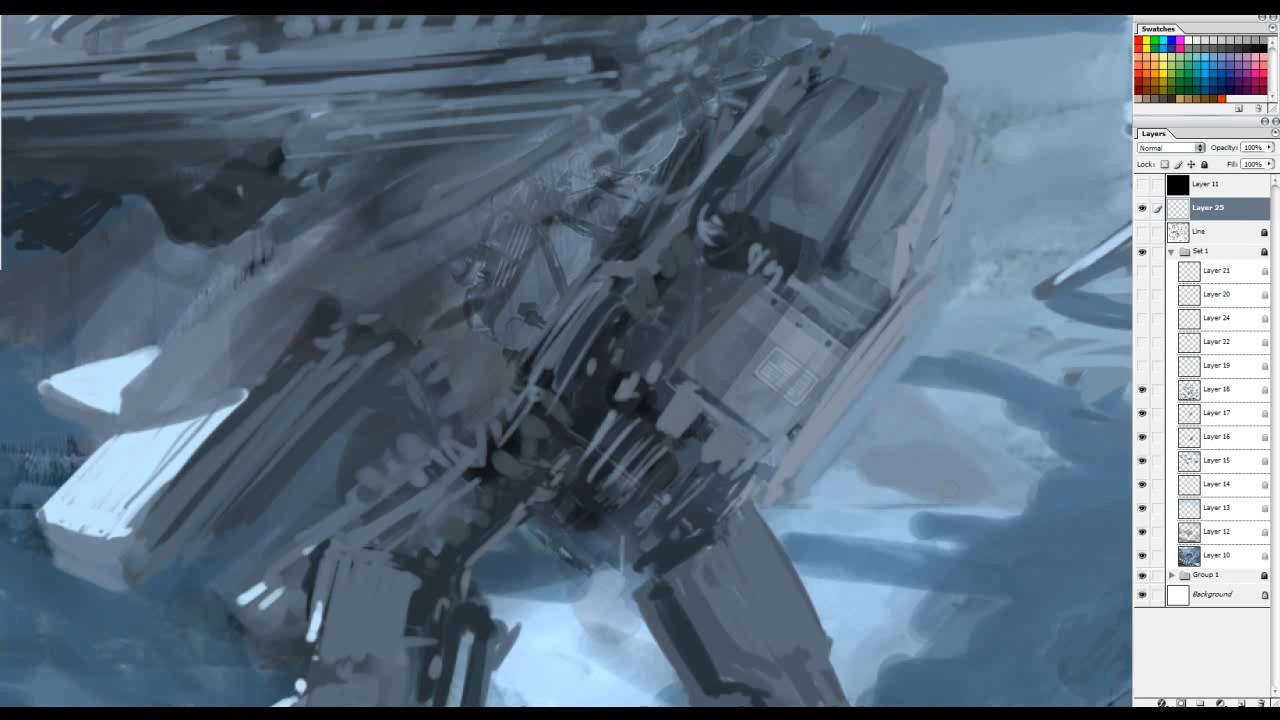 Swatches
Layers
Normal
Opacity: 100%
Lock:
Fill: 100%
Layer 11
Layer 25
Line
Set 1
Layer 21
Layer 20
Layer 24
Layer 22
Layer 19
Layer 18
Layer 17
Layer 16
Layer 15
Layer 14
Layer 13
Layer 12
Layer 10
Group 1
Background